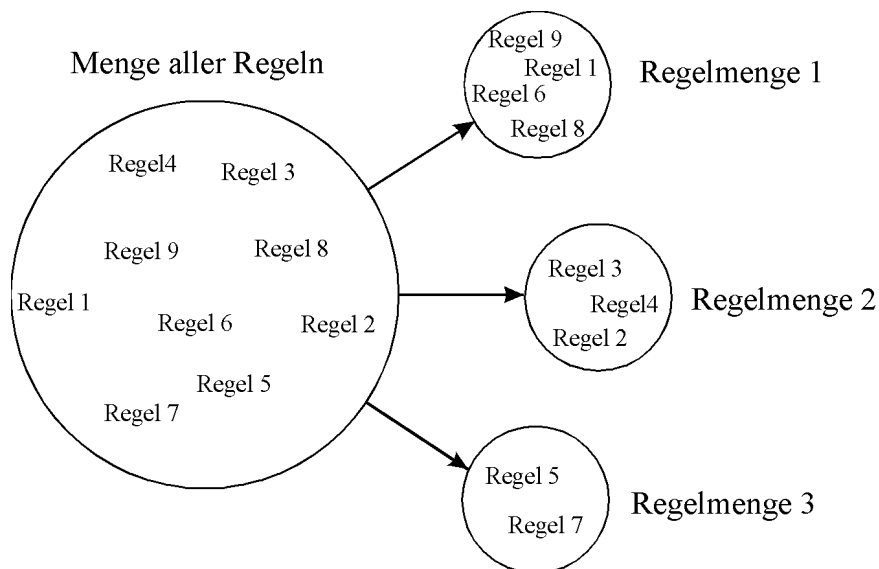 Menge aller Regeln
Regel4
Regel 3
Regel 9
Regel 8
Regel 1
Regel 6
Regel 2
Regel 5
Regel 7
Regel 9
Regel 1
Regel 6
Regel 8
Regelmenge 1
Regel 3
Regel4
Regel 2
Regelmenge 2
Regel 5
Regel 7
Regelmenge 3